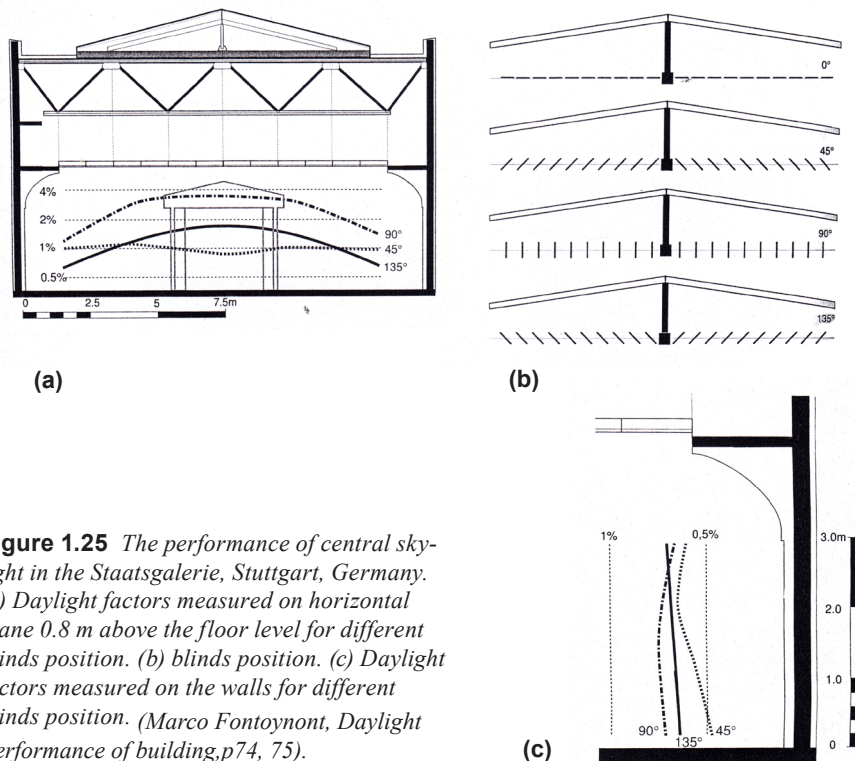 0°
45°
90°
135°
4%
2%
1%
0.5%
90°
45°
135°
0 2.5 5 7.5m
(a)
(b)
1% 0,5%
3.0m
2.0
1.0
0
90° 135° 45°
(c)
gure 1.25 The performance of central sky-
ght in the Staatsgalerie, Stuttgart, Germany.
) Daylight factors measured on horizontal
ane 0.8 m above the floor level for different
inds position. (b) blinds position. (c) Daylight
ctors measured on the walls for different
inds position. (Marco Fontoynont, Daylight
erformance of building,p74, 75).